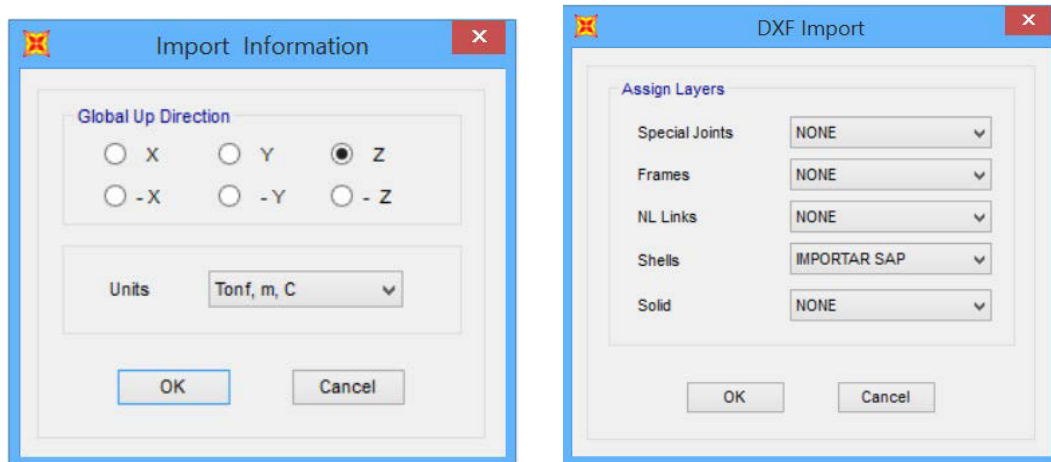 Import Information
Global Up Direction
X Y Z
- X - Y - Z
Units Tonf, m, C
OK Cancel
DXF Import
Assign Layers
Special Joints NONE
Frames NONE
NL Links NONE
Shells IMPORTAR SAP
Solid NONE
OK Cancel